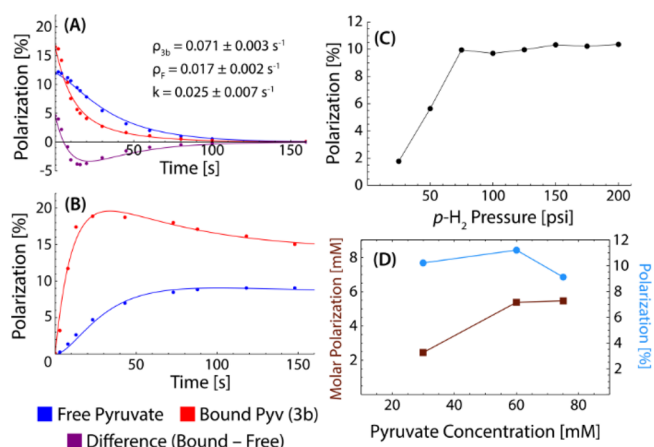 (A)
ρ3b = 0.071 ± 0.003 s-1
ρF = 0.017 ± 0.002 s-1
k = 0.025 ± 0.007 s-1
Polarization [%]
20
15
10
5
0
-5
50
100
150
Time [s]
(B)
Polarization [%]
20
15
10
5
0
0
50
100
150
Time [s]
Free Pyruvate
Bound Pyv (3b)
Difference (Bound – Free)
(C)
Polarization [%]
12
10
8
6
4
2
0
0
50
100
150
200
p-H2 Pressure [psi]
(D)
Molar Polarization [mM]
8
6
4
2
Polarization [%]
12
10
8
6
4
2
20
40
60
80
Pyruvate Concentration [mM]